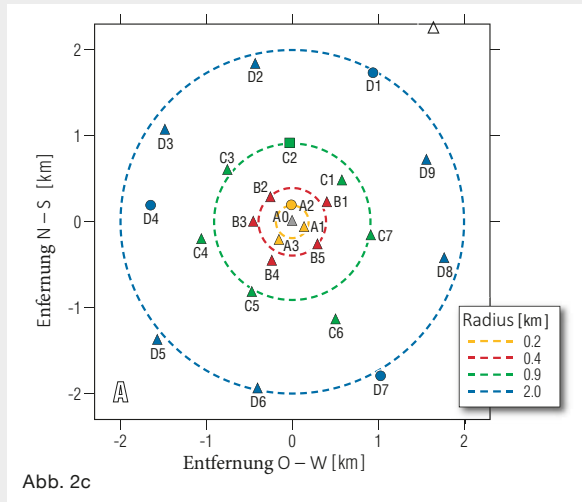 2
1
0
-1
-2
Enfernung N – S [km]
D2
D1
D3
C3
C2
C1
D9
B2
A2
B1
D4
B3
A0
A1
C7
C4
A3
B5
B4
D8
C5
C6
D5
D6
D7
A
Radius [km]
0.2
0.4
0.9
2.0
-2
-1
0
1
2
Entfernung O – W [km]
Abb. 2c